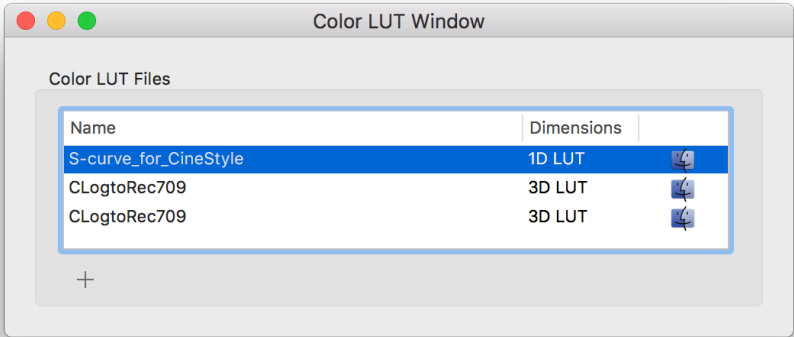 Color LUT Window
Color LUT Files
Name Dimensions
S-curve_for_CineStyle 1D LUT
CLogtoRec709 3D LUT
CLogtoRec709 3D LUT
+